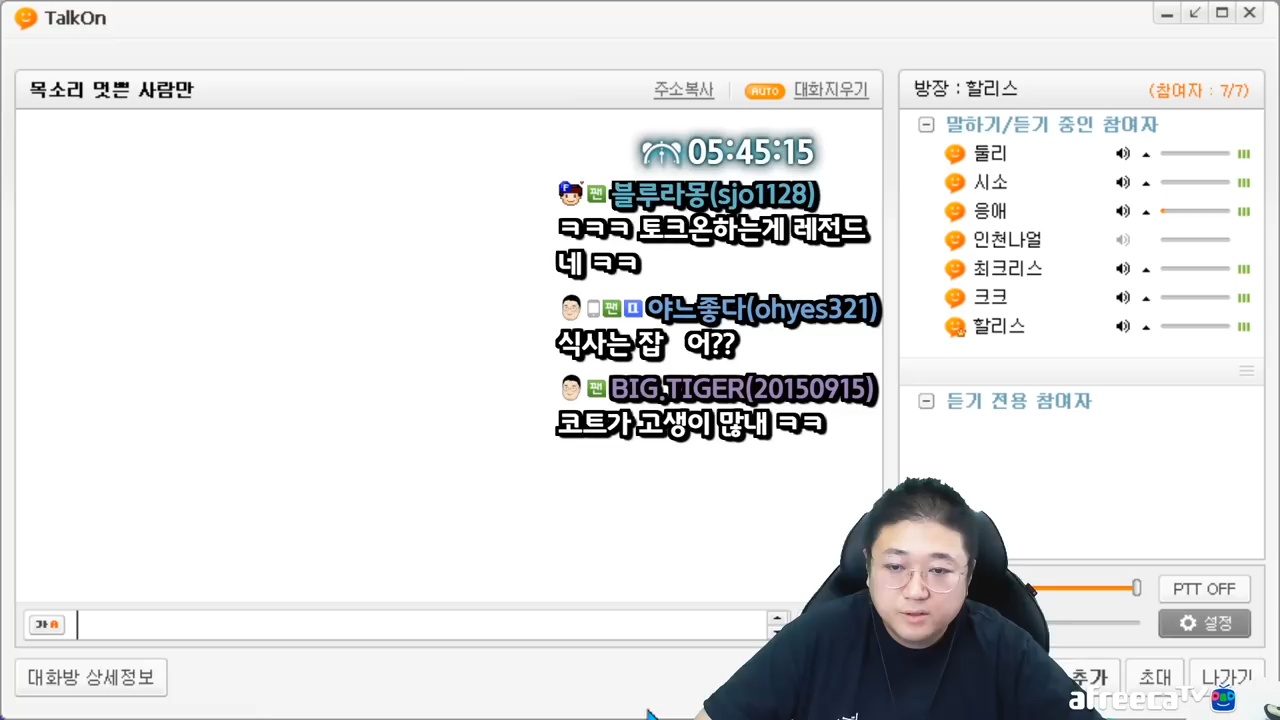 TalkOn
목소리 멋쁜 사람만
주소복사
AUTO 대화지우기
05:45:15
팬 블루라몽(sjo1128)
ㅋㅋㅋ 토크온하는게 레전드
네 ㅋㅋ
팬 야느좋다(ohyes321)
식사는 잡 어??
팬 BIG.TIGER(20150915)
코트가 고생이 많내 ㅋㅋ
가A
대화방 상세정보
방장 : 할리스
(참여자 : 7/7)
말하기/듣기 중인 참여자
둘리
시소
응애
인천나얼
최크리스
크크
할리스
듣기 전용 참여자
PTT OFF
설정
추가
초대
나가기
afreecaTV